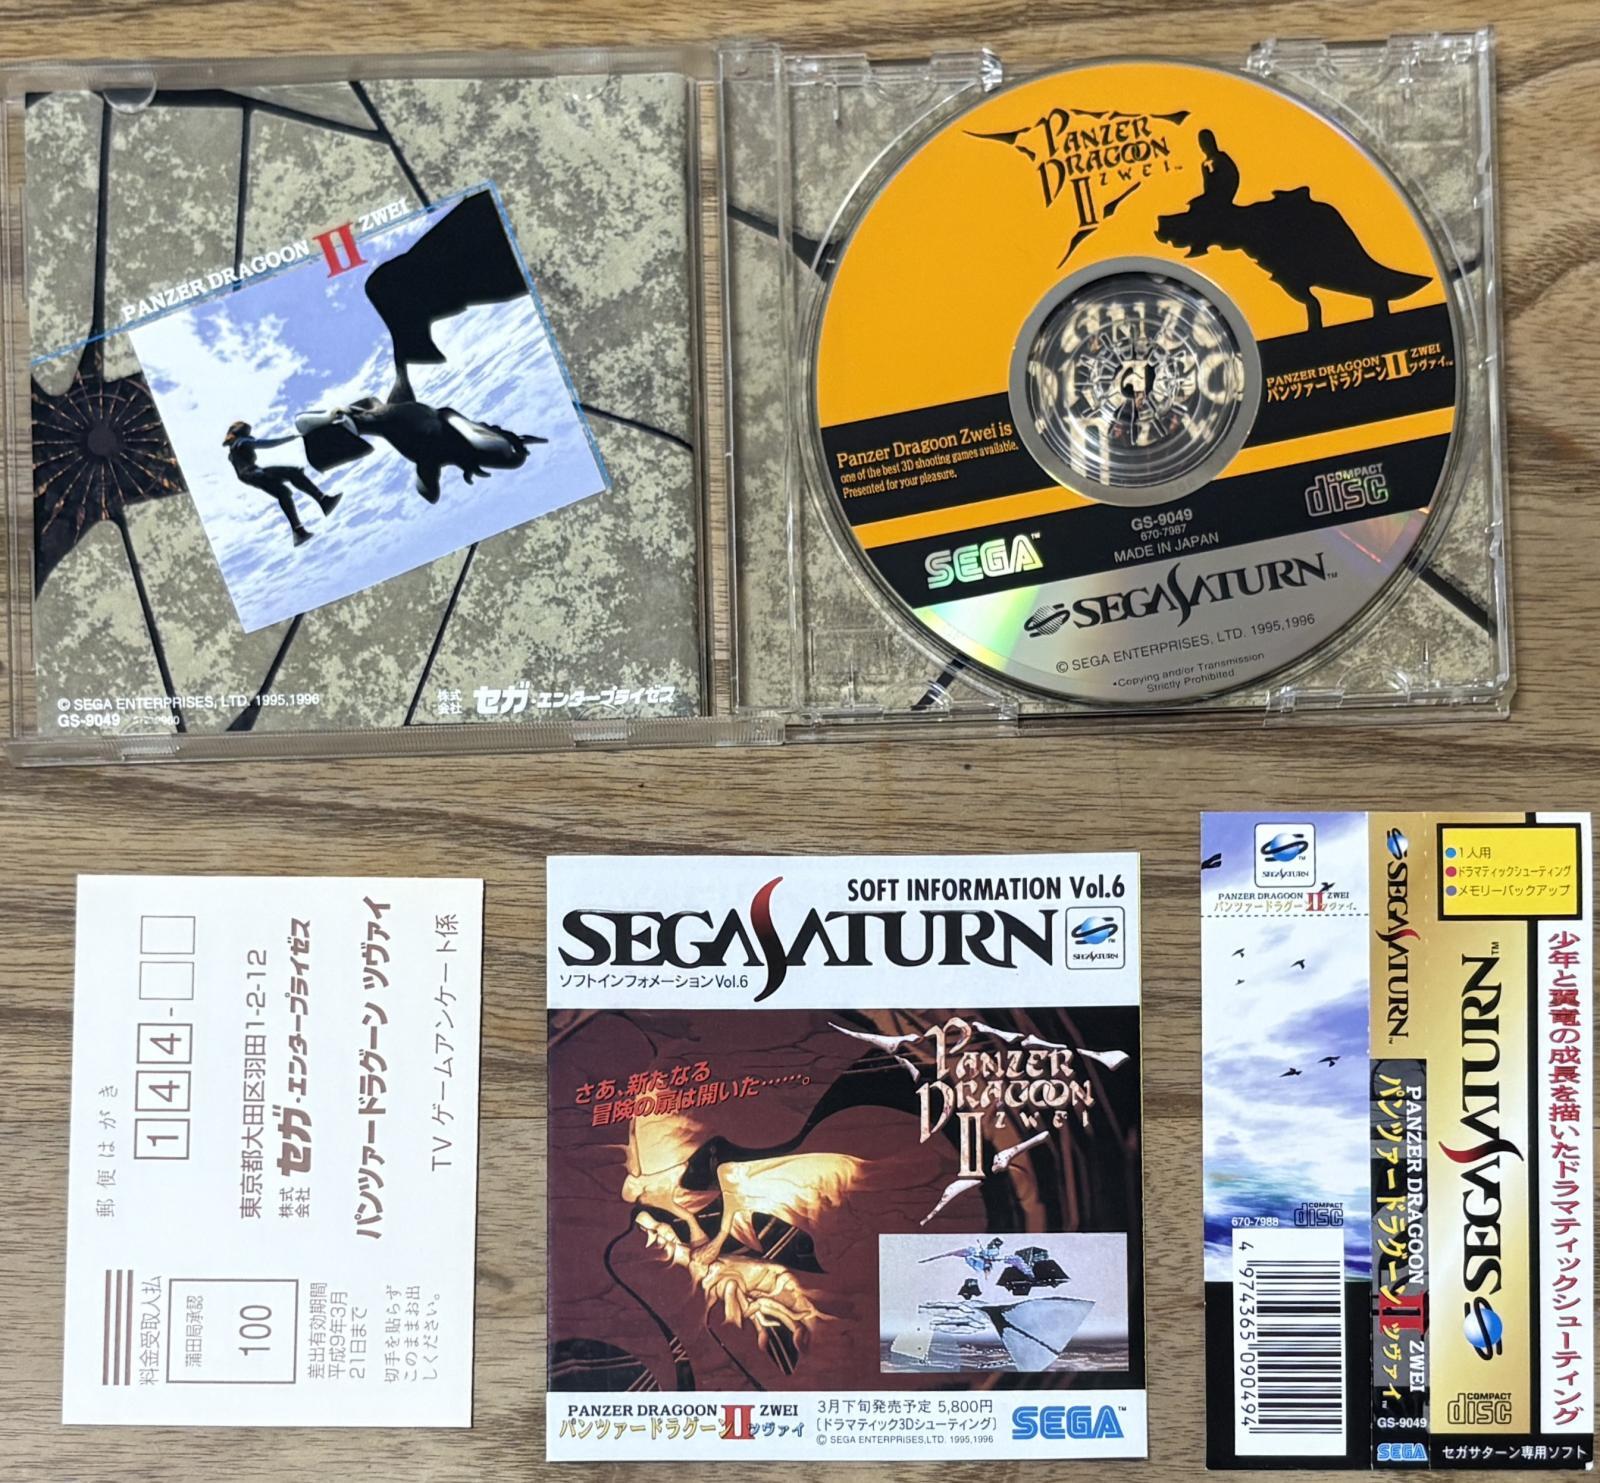 PANZER DRAGOON II ZWEI
© SEGA ENTERPRISES, LTD. 1995,1996
GS-9049
株式会社 セガ・エンタープライゼス
PANZER
DRAGOON
II ZWEI™
PANZER DRAGOON II ZWEI
パンツァードラグーン ツヴァイ™
Panzer Dragoon Zwei is
one of the best 3D shooting games available.
Presented for your pleasure.
COMPACT
disc
SEGA™
GS-9049
670-7987
MADE IN JAPAN
SEGASATURN™
© SEGA ENTERPRISES, LTD. 1995,1996
•Copying and/or Transmission
Strictly Prohibited
郵便はがき
144-
東京都大田区羽田1-2-12
株式会社 セガ・エンタープライゼス
パンツァードラグーン ツヴァイ
TV ゲームアンケート係
料金受取人払
蒲田局承認
100
差出有効期間
平成9年3月
21日まで
切手を貼らず
このままお出
しください。
SOFT INFORMATION Vol.6
SEGASATURN
SEGASATURN
ソフトインフォメーションVol.6
さあ、新たなる
冒険の扉は開いた……。
PANZER
DRAGOON
II ZWEI
PANZER DRAGOON II ZWEI
パンツァードラグーン ツヴァイ
3月下旬発売予定 5,800円
〔ドラマティック3Dシューティング〕
© SEGA ENTERPRISES,LTD. 1995,1996
SEGA
SEGASATURN
PANZER DRAGOON II ZWEI
パンツァードラグーン ツヴァイ™
670-7988
COMPACT
disc
4 974365 090494
SEGASATURN™
PANZER DRAGOON II ZWEI
パンツァードラグーン ツヴァイ™
GS-9049
SEGA
1人用
ドラマティックシューティング
メモリーバックアップ
SEGASATURN™
COMPACT
disc
少年と翼竜の成長を描いたドラマティックシューティング
セガサターン専用ソフト